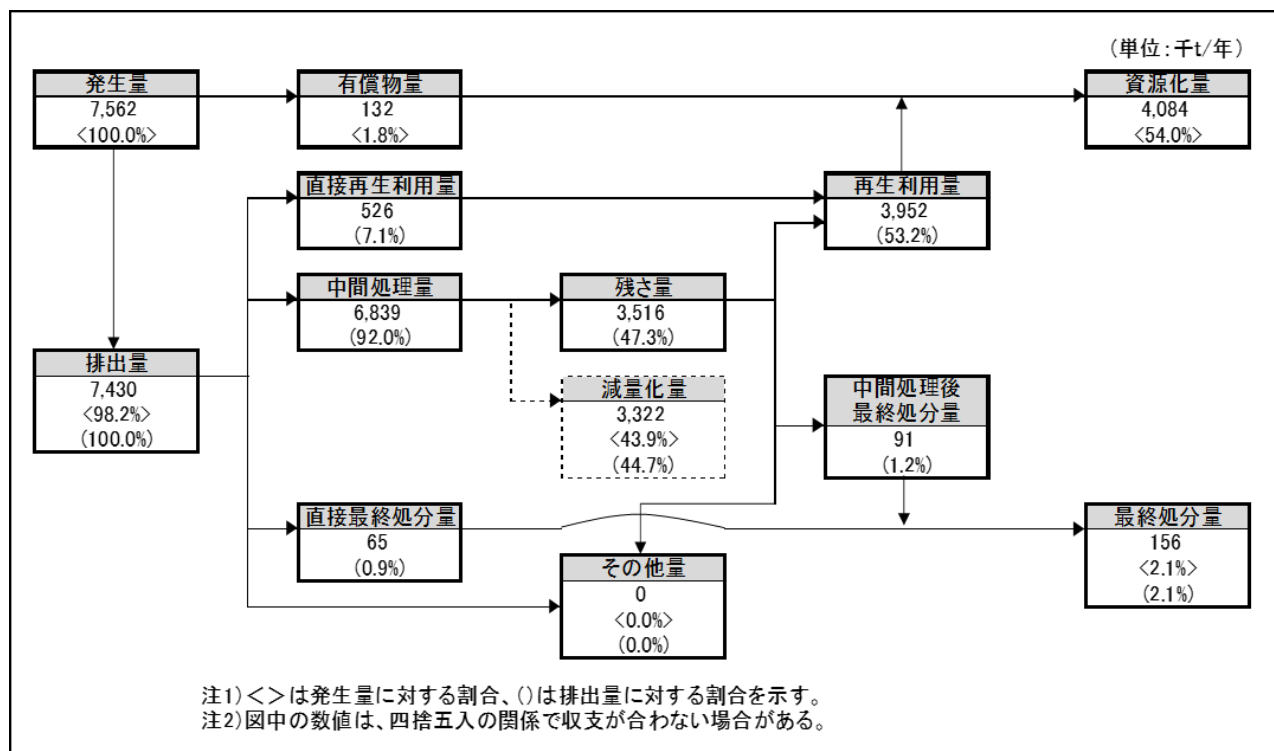 (単位:千t/年)
発生量
7,562
<100.0%>
有償物量
132
<1.8%>
資源化量
4,084
<54.0%>
直接再生利用量
526
(7.1%)
再生利用量
3,952
(53.2%)
中間処理量
6,839
(92.0%)
残さ量
3,516
(47.3%)
排出量
7,430
<98.2%>
(100.0%)
減量化量
3,322
<43.9%>
(44.7%)
中間処理後
最終処分量
91
(1.2%)
直接最終処分量
65
(0.9%)
最終処分量
156
<2.1%>
(2.1%)
その他量
0
<0.0%>
(0.0%)
注1)<>は発生量に対する割合、()は排出量に対する割合を示す。
注2)図中の数値は、四捨五入の関係で収支が合わない場合がある。